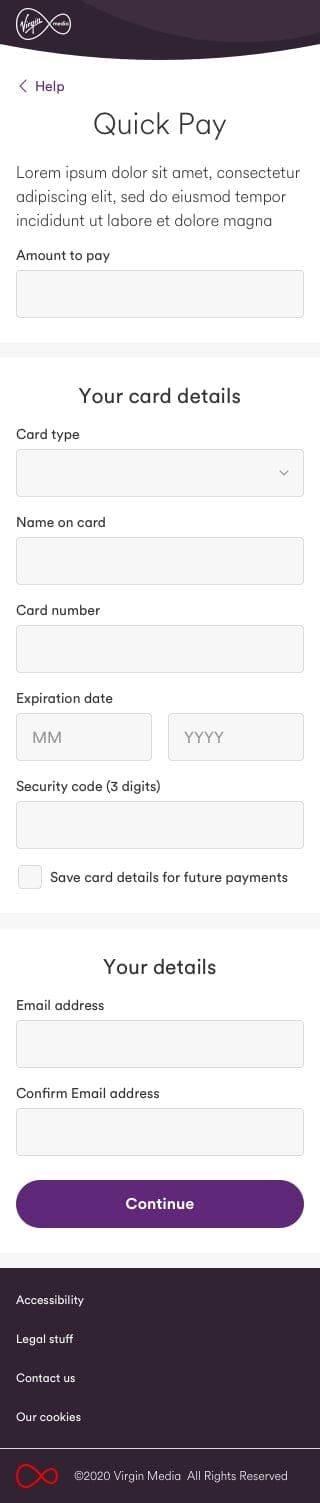 Virgin media
Help
Quick Pay
Lorem ipsum dolor sit amet, consectetur
adipiscing elit, sed do eiusmod tempor
incididunt ut labore et dolore magna
Amount to pay
Your card details
Card type
Name on card
Card number
Expiration date
MM YYYY
Security code (3 digits)
Save card details for future payments
Your details
Email address
Confirm Email address
Continue
Accessibility
Legal stuff
Contact us
Our cookies
©2020 Virgin Media All Rights Reserved